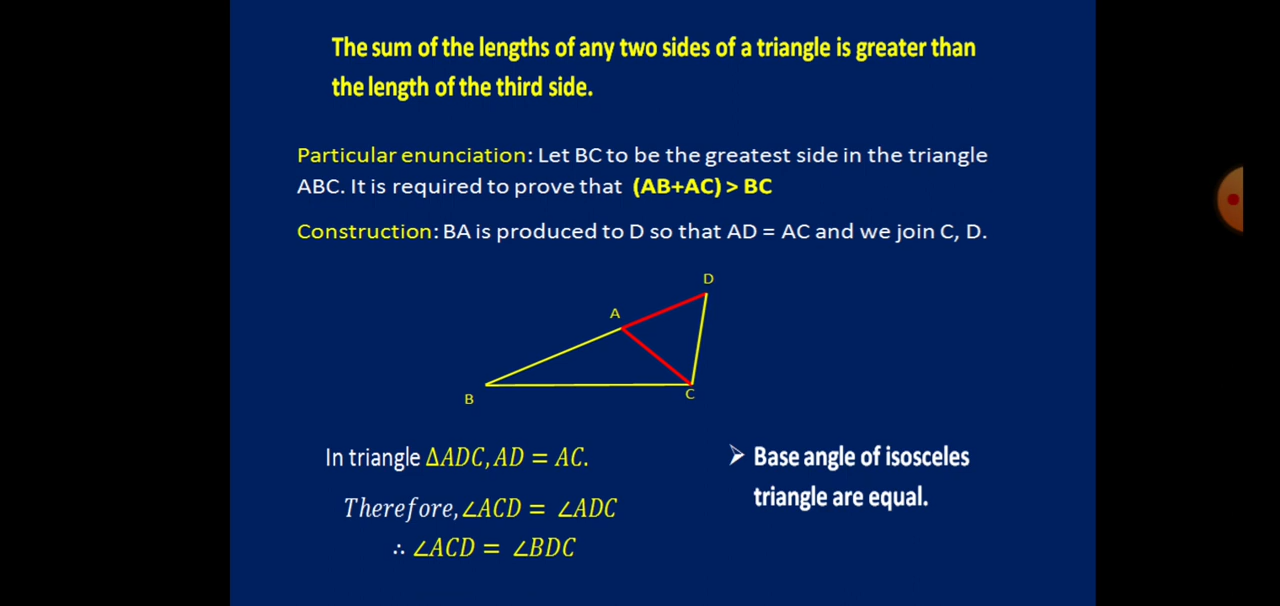 The sum of the lengths of any two sides of a triangle is greater than
the length of the third side.
Particular enunciation: Let BC to be the greatest side in the triangle
ABC. It is required to prove that (AB+AC) > BC
Construction: BA is produced to D so that AD = AC and we join C, D.
D
A
B
C
In triangle ΔADC, AD = AC.
➢ Base angle of isosceles
triangle are equal.
Therefore, ∠ACD = ∠ADC
∴ ∠ACD = ∠BDC